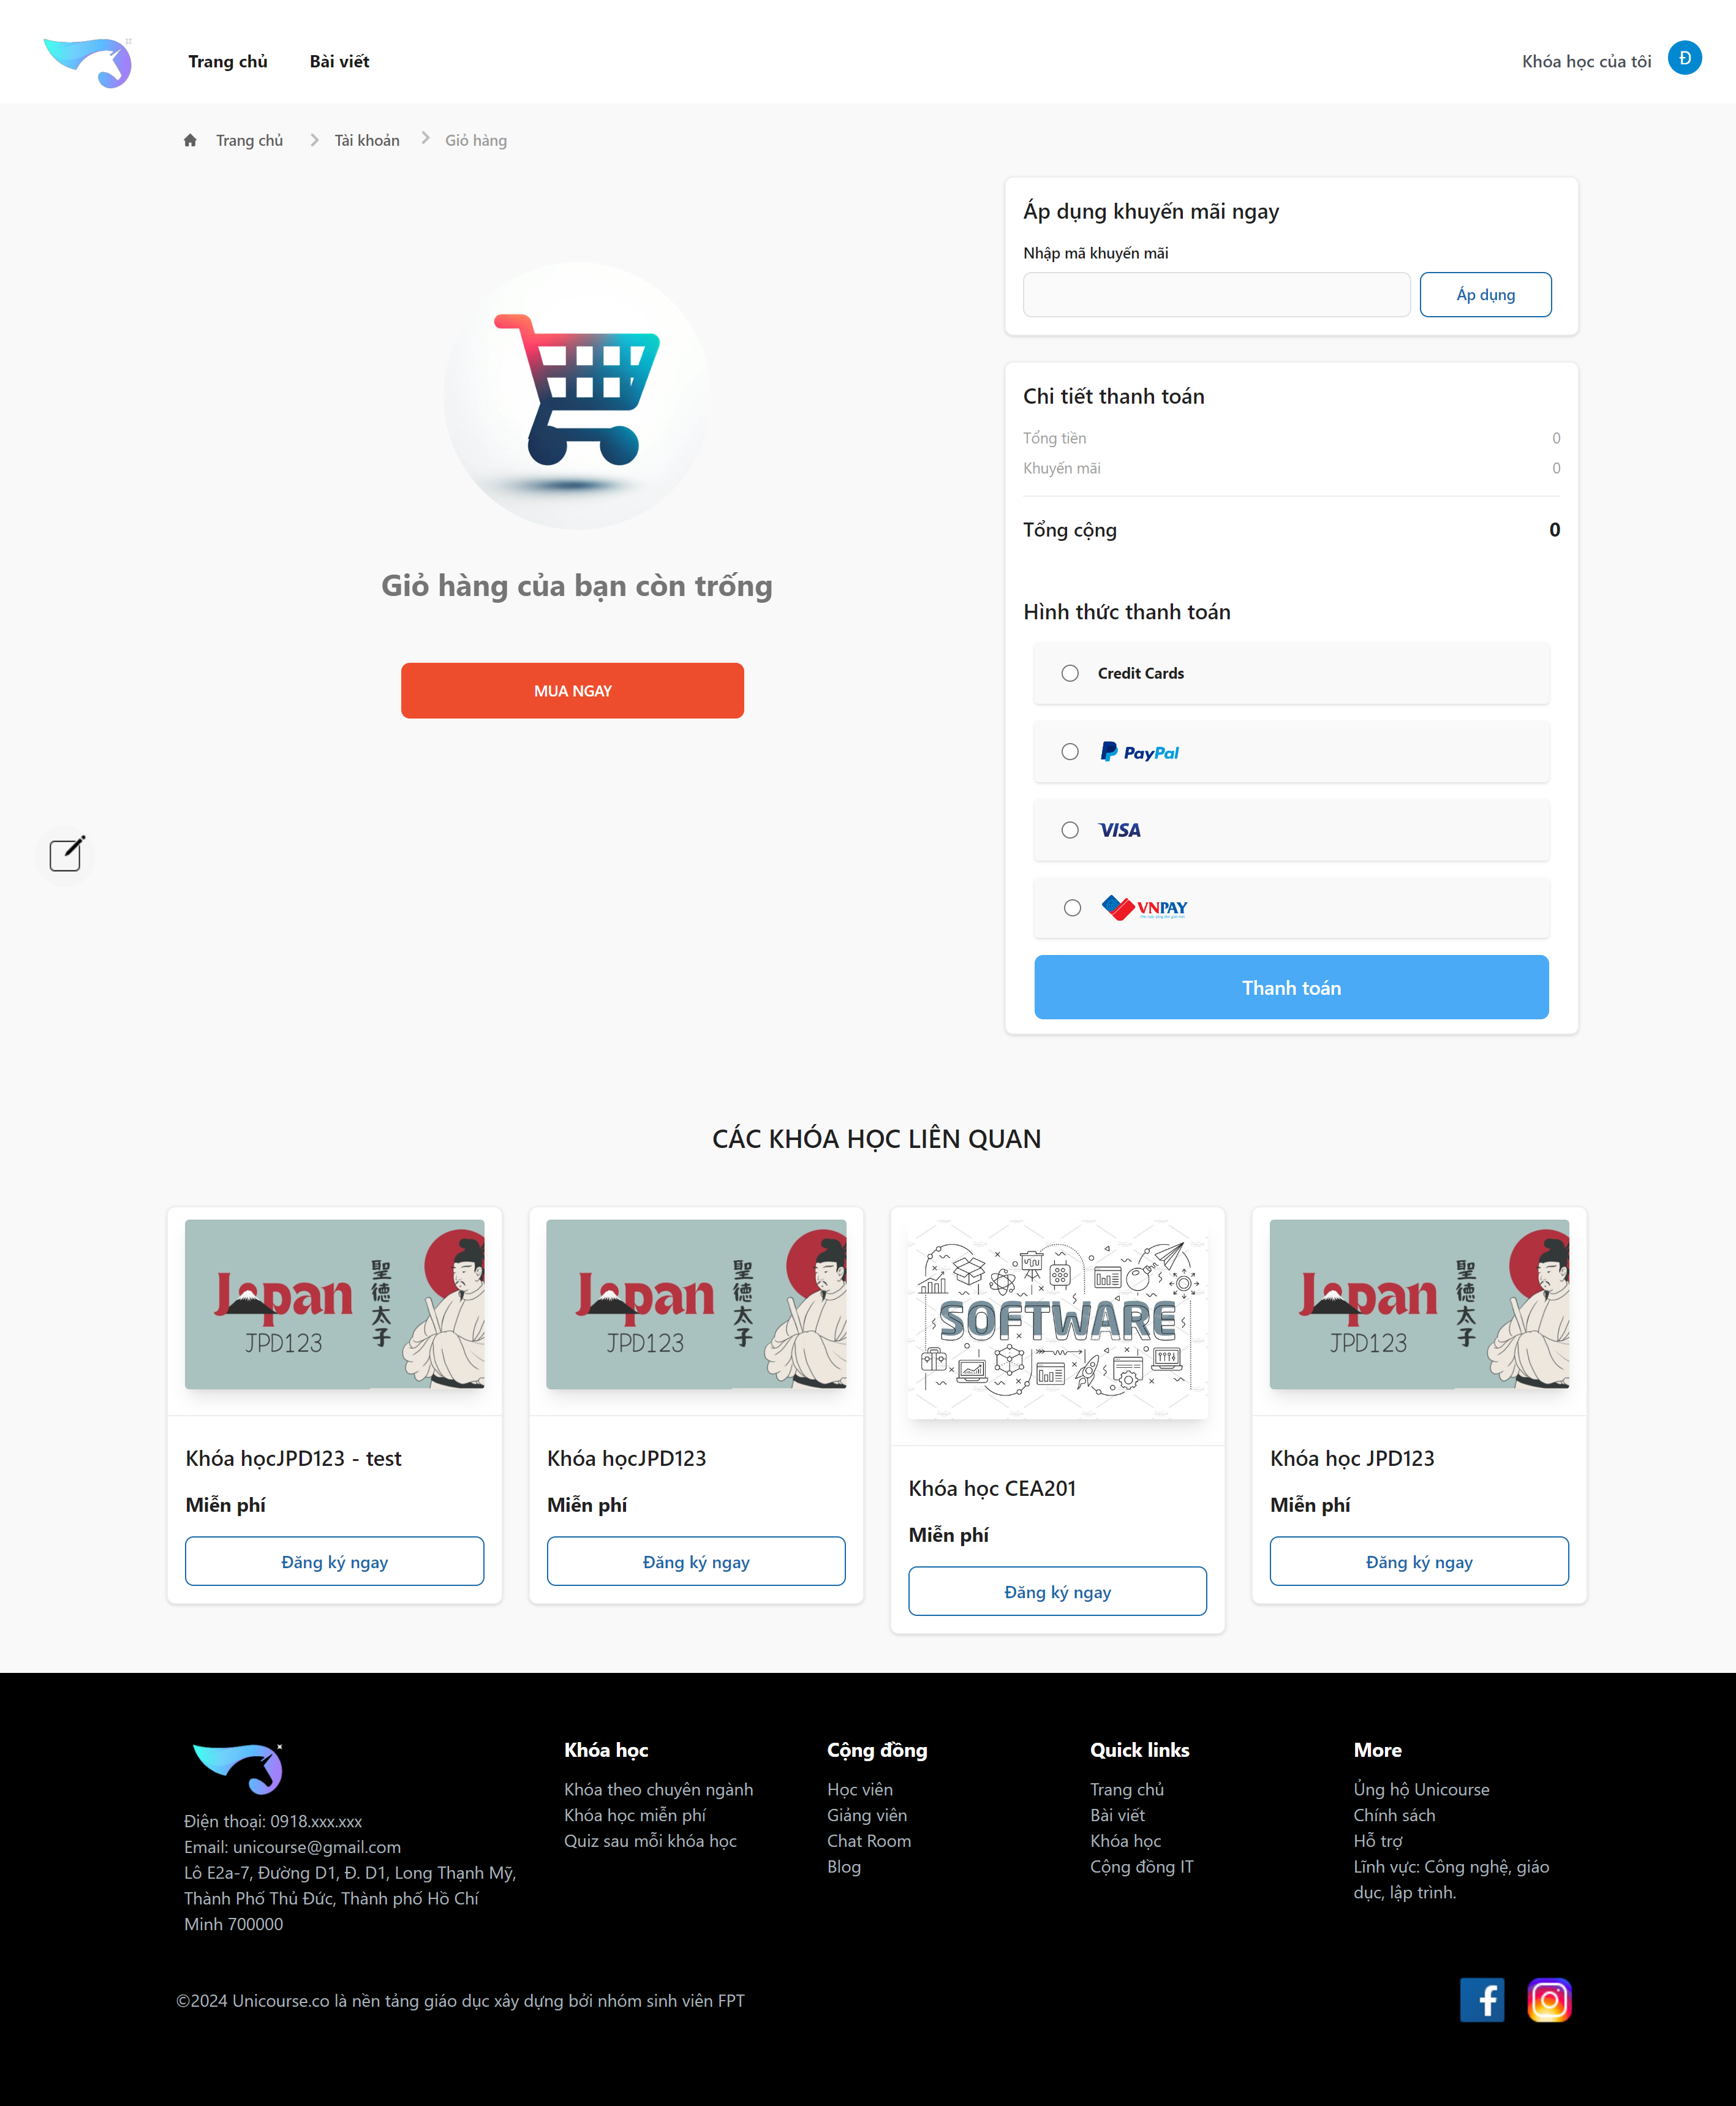 Trang chủ
Bài viết
Khóa học của tôi
Đ
Trang chủ
Tài khoản
Giỏ hàng
Áp dụng khuyến mãi ngay
Nhập mã khuyến mãi
Áp dụng
Chi tiết thanh toán
Tổng tiền 0
Khuyến mãi 0
Tổng cộng 0
Giỏ hàng của bạn còn trống
MUA NGAY
Hình thức thanh toán
Credit Cards
PayPal
VISA
VNPAY
Thanh toán
CÁC KHÓA HỌC LIÊN QUAN
Japan
JPD123
聖徳太子
Khóa họcJPD123 - test
Miễn phí
Đăng ký ngay
Japan
JPD123
聖徳太子
Khóa họcJPD123
Miễn phí
Đăng ký ngay
SOFTWARE
Khóa học CEA201
Miễn phí
Đăng ký ngay
Japan
JPD123
聖徳太子
Khóa học JPD123
Miễn phí
Đăng ký ngay
Điện thoại: 0918.xxx.xxx
Email: unicourse@gmail.com
Lô E2a-7, Đường D1, Đ. D1, Long Thạnh Mỹ,
Thành Phố Thủ Đức, Thành phố Hồ Chí
Minh 700000
Khóa học
Khóa theo chuyên ngành
Khóa học miễn phí
Quiz sau mỗi khóa học
Cộng đồng
Học viên
Giảng viên
Chat Room
Blog
Quick links
Trang chủ
Bài viết
Khóa học
Cộng đồng IT
More
Ủng hộ Unicourse
Chính sách
Hỗ trợ
Lĩnh vực: Công nghệ, giáo
dục, lập trình.
©2024 Unicourse.co là nền tảng giáo dục xây dựng bởi nhóm sinh viên FPT